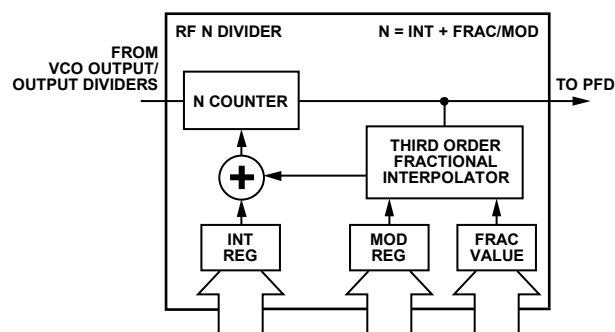 RF N DIVIDER
N = INT + FRAC/MOD
FROM
VCO OUTPUT/
OUTPUT DIVIDERS
TO PFD
N COUNTER
THIRD ORDER
FRACTIONAL
INTERPOLATOR
+
INT
REG
MOD
REG
FRAC
VALUE